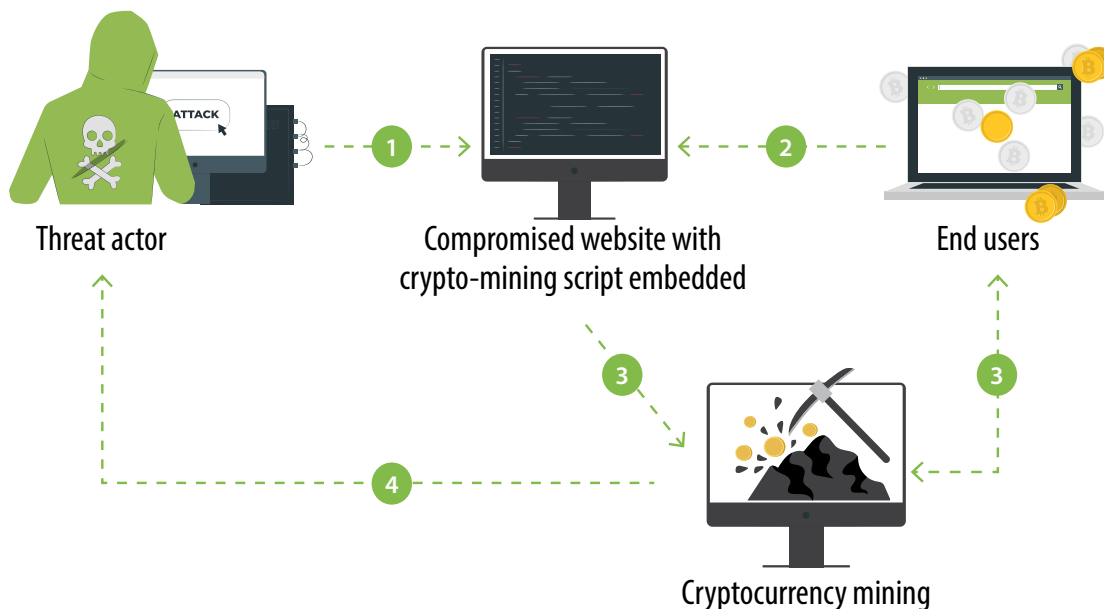 ATTACK
1
2
Threat actor
Compromised website with
crypto-mining script embedded
End users
3
3
4
Cryptocurrency mining